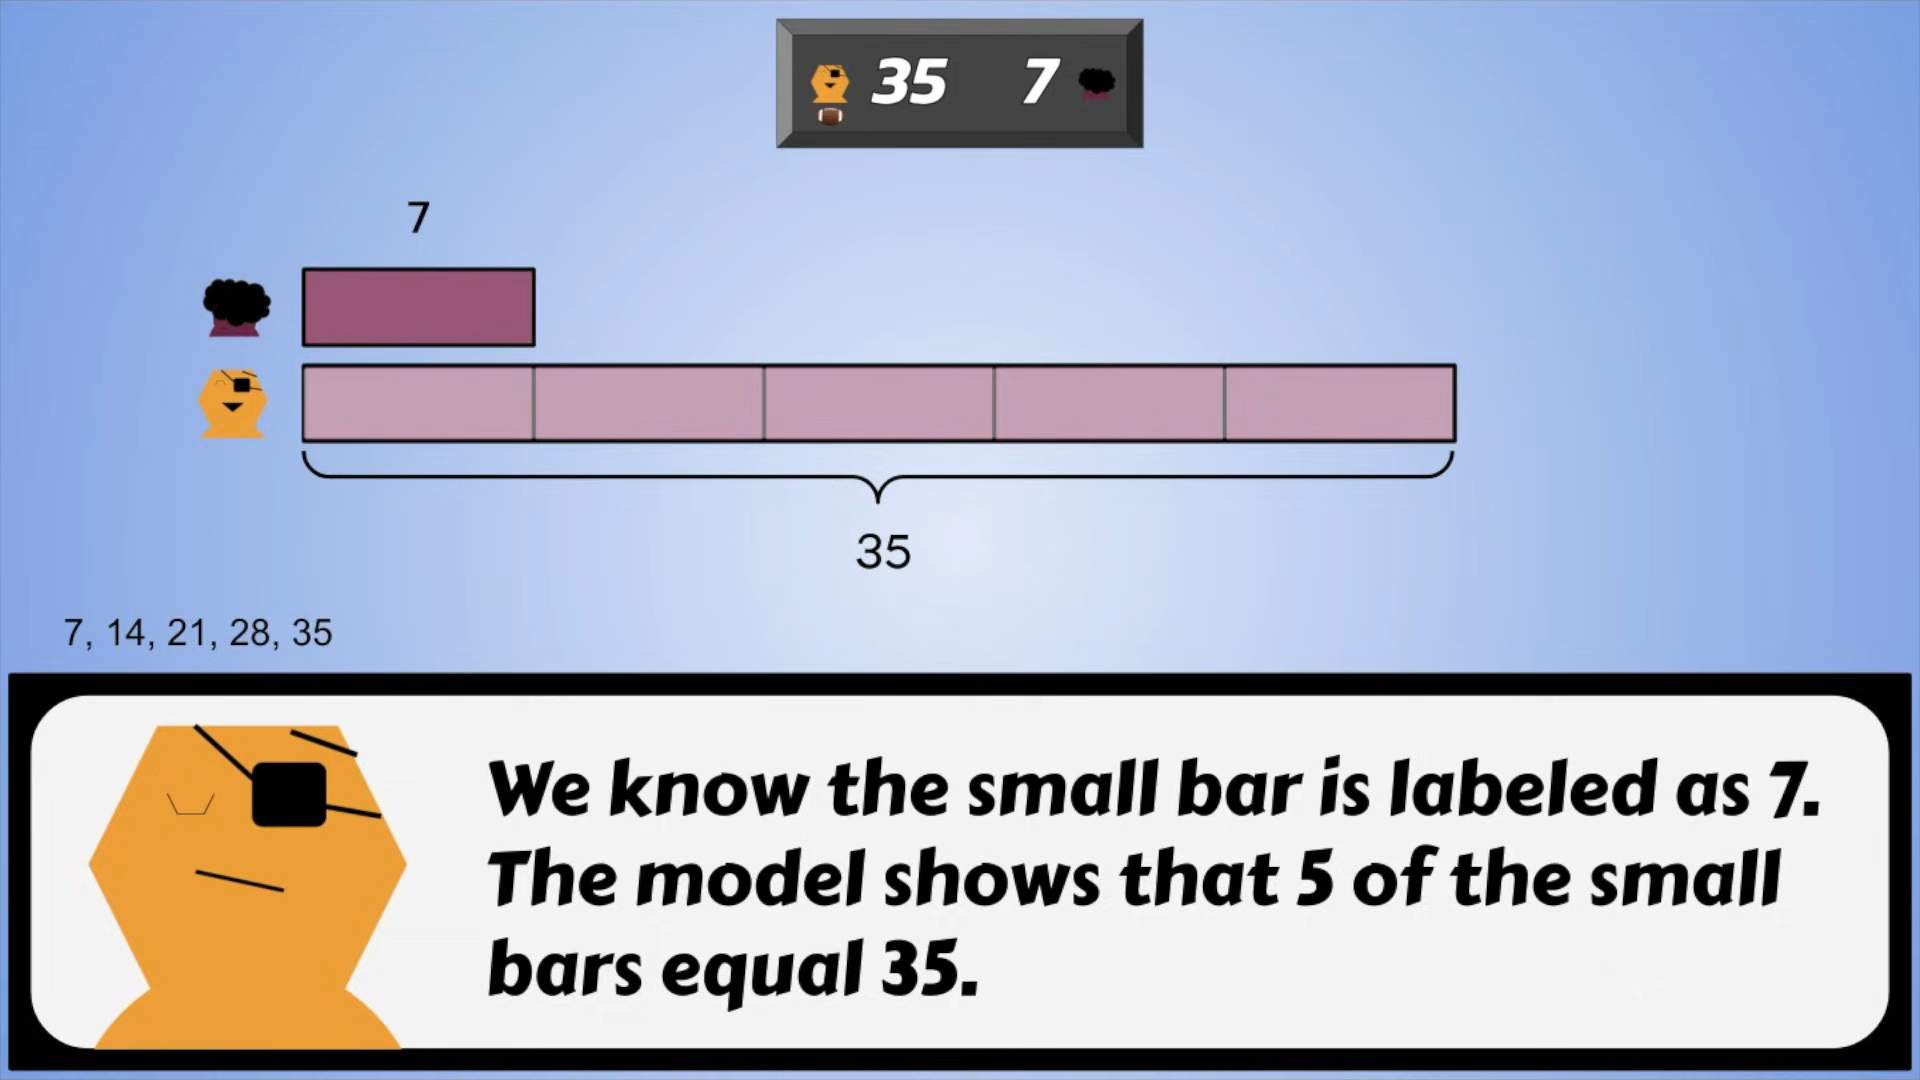 35 7
7
35
7, 14, 21, 28, 35
We know the small bar is labeled as 7.
The model shows that 5 of the small
bars equal 35.